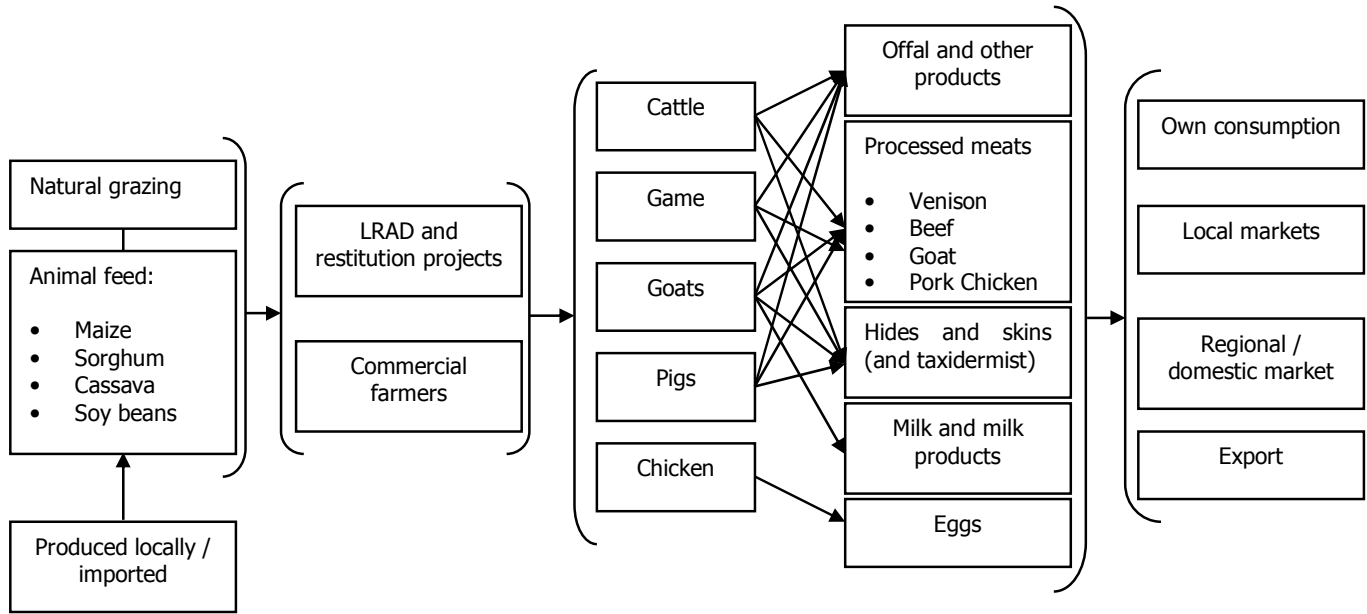 Natural grazing
Animal feed:
• Maize
• Sorghum
• Cassava
• Soy beans
Produced locally /
imported
LRAD and
restitution projects
Commercial
farmers
Cattle
Game
Goats
Pigs
Chicken
Offal and other
products
Processed meats
• Venison
• Beef
• Goat
• Pork Chicken
Hides and skins
(and taxidermist)
Milk and milk
products
Eggs
Own consumption
Local markets
Regional /
domestic market
Export